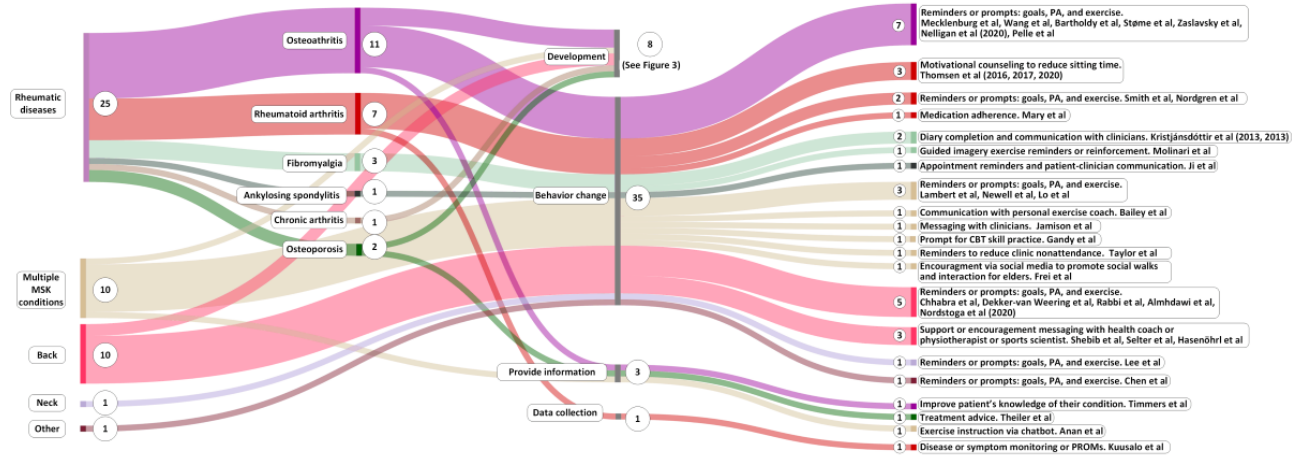 Rheumatic
diseases
25
Multiple
MSK
conditions
10
Back
10
Neck
1
Other
1
Osteoathritis
11
Rheumatoid arthritis
7
Fibromyalgia
3
Ankylosing spondylitis
1
Chronic arthritis
1
Osteoporosis
2
Development
8
(See Figure 3)
Behavior change
35
Provide information
3
Data collection
1
7
Reminders or prompts: goals, PA, and exercise.
Mecklenburg et al, Wang et al, Bartholdy et al, Støme et al, Zaslavsky et al,
Nelligan et al (2020), Pelle et al
3
Motivational counseling to reduce sitting time.
Thomsen et al (2016, 2017, 2020)
2
Reminders or prompts: goals, PA, and exercise. Smith et al, Nordgren et al
1
Medication adherence. Mary et al
2
Diary completion and communication with clinicians. Kristjánsdóttir et al (2013, 2013)
1
Guided imagery exercise reminders or reinforcement. Molinari et al
1
Appointment reminders and patient-clinician communication. Ji et al
3
Reminders or prompts: goals, PA, and exercise.
Lambert et al, Newell et al, Lo et al
1
Communication with personal exercise coach. Bailey et al
1
Messaging with clinicians. Jamison et al
1
Prompt for CBT skill practice. Gandy et al
1
Reminders to reduce clinic nonattendance. Taylor et al
1
Encouragment via social media to promote social walks
and interaction for elders. Frei et al
5
Reminders or prompts: goals, PA, and exercise.
Chhabra et al, Dekker-van Weering et al, Rabbi et al, Almhdawi et al,
Nordstoga et al (2020)
3
Support or encouragement messaging with health coach or
physiotherapist or sports scientist. Shebib et al, Selter et al, Hasenöhrl et al
1
Reminders or prompts: goals, PA, and exercise. Lee et al
1
Reminders or prompts: goals, PA, and exercise. Chen et al
1
Improve patient's knowledge of their condition. Timmers et al
1
Treatment advice. Theiler et al
1
Exercise instruction via chatbot. Anan et al
1
Disease or symptom monitoring or PROMs. Kuusalo et al